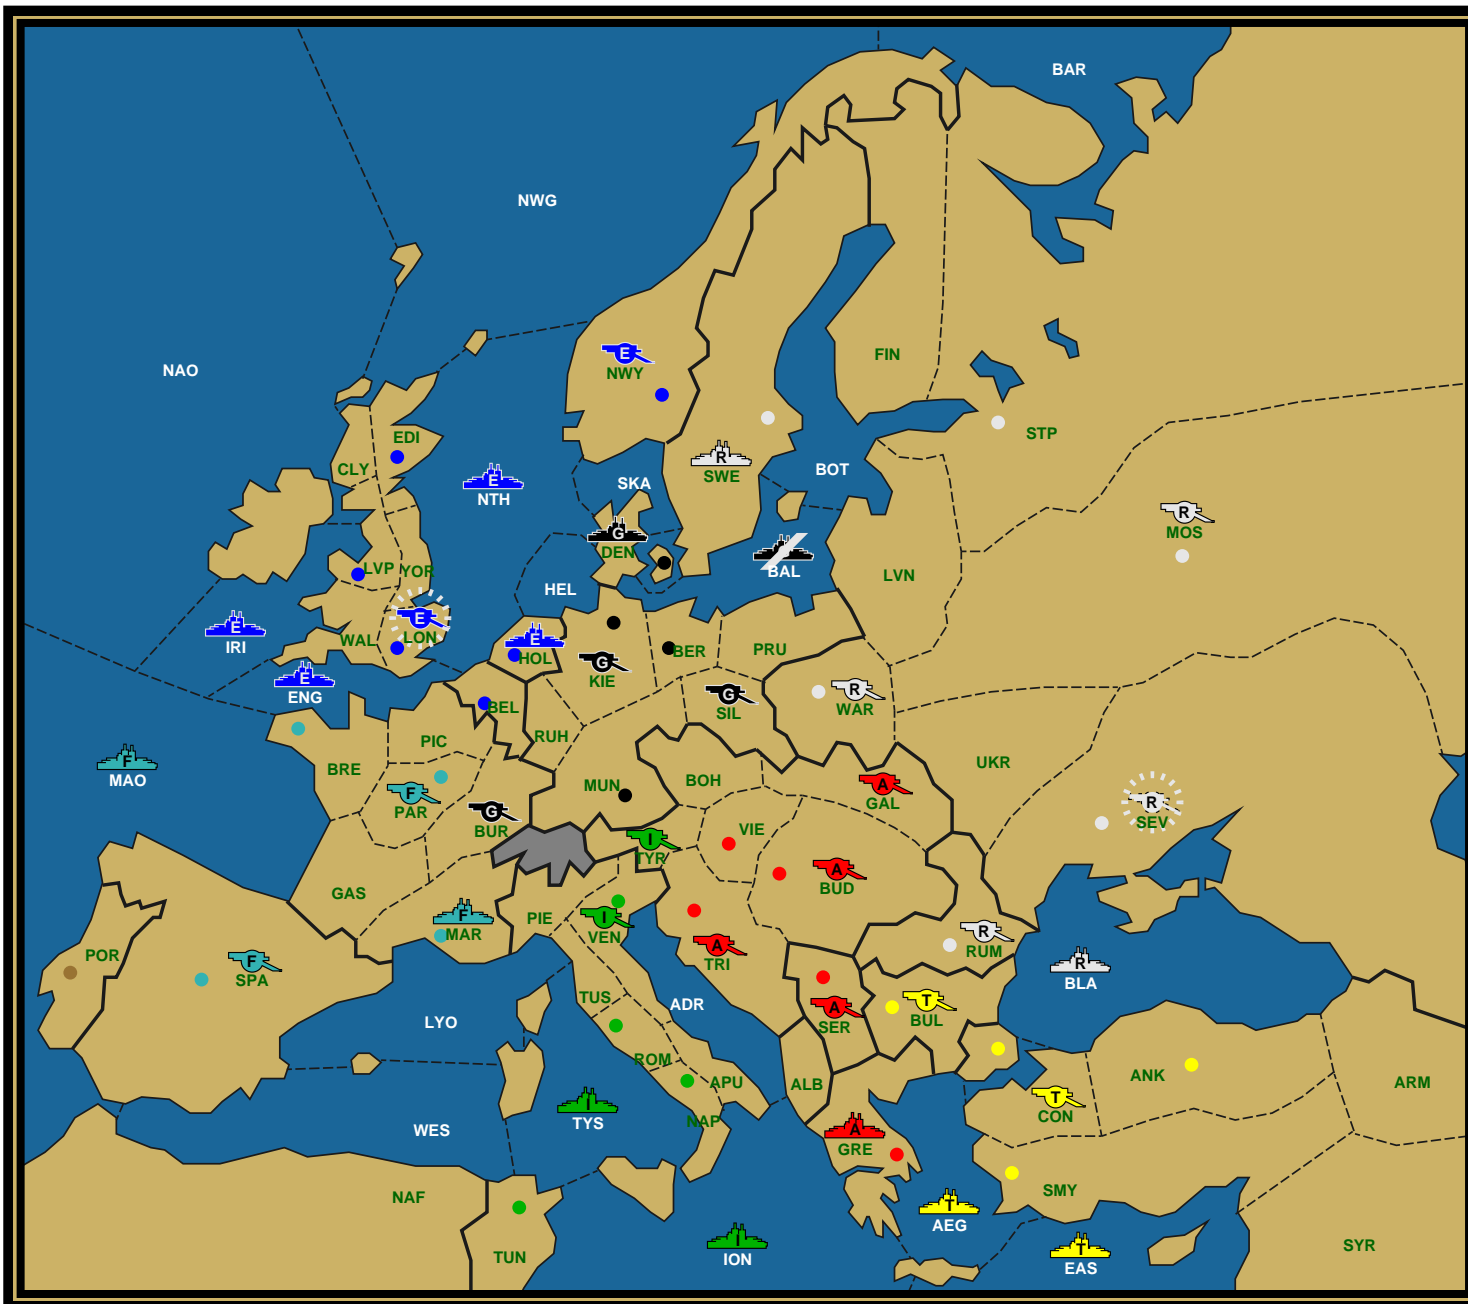 BAR
NWG
E
NWY
FIN
NAO
EDI
STP
CLY
R
SWE
BOT
E
NTH
SKA
R
MOS
G
DEN
BAL
LVP
YOR
HEL
LVN
E
IRI
E
LON
WAL
E
HOL
BER
PRU
G
KIE
E
ENG
BEL
G
SIL
R
WAR
PIC
RUH
F
MAO
BRE
UKR
F
PAR
MUN
BOH
A
GAL
R
SEV
G
BUR
I
TYR
VIE
A
BUD
GAS
F
MAR
PIE
I
VEN
A
TRI
R
RUM
POR
F
SPA
R
BLA
TUS
ADR
A
SER
T
BUL
LYO
ROM
APU
ALB
ANK
ARM
I
TYS
NAP
T
CON
WES
A
GRE
NAF
SMY
T
AEG
TUN
I
ION
T
EAS
SYR